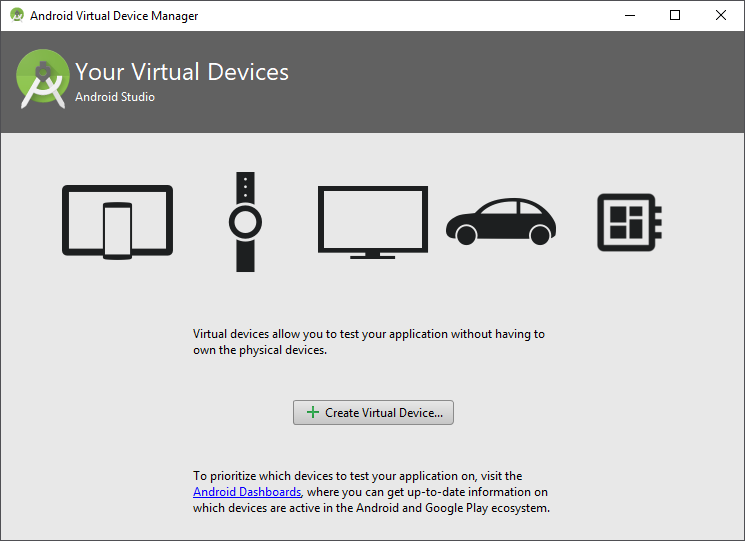 Android Virtual Device Manager
Your Virtual Devices
Android Studio
Virtual devices allow you to test your application without having to
own the physical devices.
Create Virtual Device...
To prioritize which devices to test your application on, visit the
Android Dashboards, where you can get up-to-date information on
which devices are active in the Android and Google Play ecosystem.